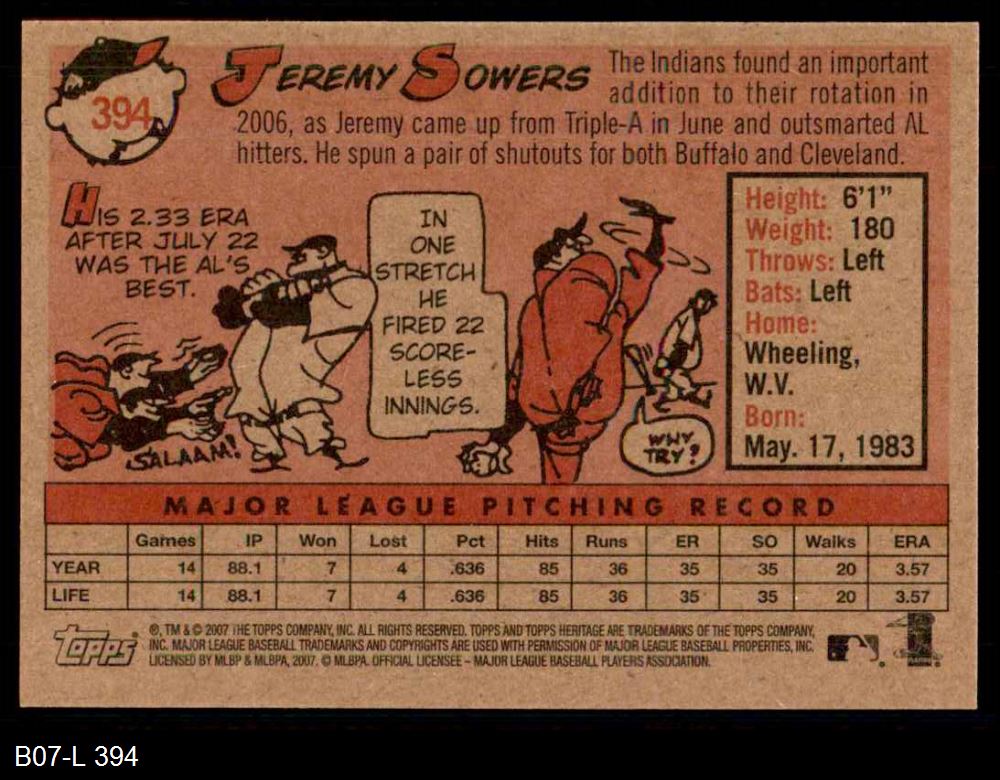 394
JEREMY SOWERS
The Indians found an important
addition to their rotation in
2006, as Jeremy came up from Triple-A in June and outsmarted AL
hitters. He spun a pair of shutouts for both Buffalo and Cleveland.
HIS 2.33 ERA
AFTER JULY 22
WAS THE AL'S
BEST.
SALAAM!
IN
ONE
STRETCH
HE
FIRED 22
SCORE-
LESS
INNINGS.
WHY
TRY?
Height: 6'1"
Weight: 180
Throws: Left
Bats: Left
Home:
Wheeling,
W.V.
Born:
May. 17, 1983
MAJOR LEAGUE PITCHING RECORD
Games IP Won Lost Pct Hits Runs ER SO Walks ERA
YEAR 14 88.1 7 4 .636 85 36 35 35 20 3.57
LIFE 14 88.1 7 4 .636 85 36 35 35 20 3.57
topps
®, TM & © 2007 THE TOPPS COMPANY, INC. ALL RIGHTS RESERVED. TOPPS AND TOPPS HERITAGE ARE TRADEMARKS OF THE TOPPS COMPANY,
INC. MAJOR LEAGUE BASEBALL TRADEMARKS AND COPYRIGHTS ARE USED WITH PERMISSION OF MAJOR LEAGUE BASEBALL PROPERTIES, INC.
LICENSED BY MLBP & MLBPA, 2007. © MLBPA. OFFICIAL LICENSEE - MAJOR LEAGUE BASEBALL PLAYERS ASSOCIATION.
B07-L 394